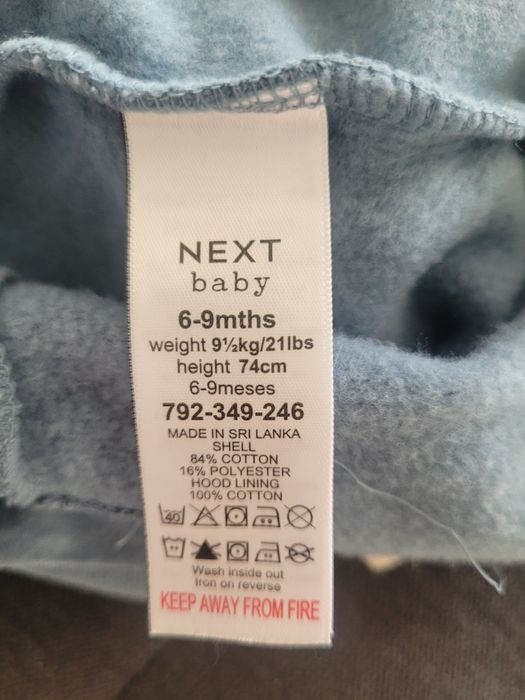 NEXT
baby
6-9mths
weight 9½kg/21lbs
height 74cm
6-9meses
792-349-246
MADE IN SRI LANKA
SHELL
84% COTTON
16% POLYESTER
HOOD LINING
100% COTTON
40
Wash inside out
Iron on reverse
KEEP AWAY FROM FIRE